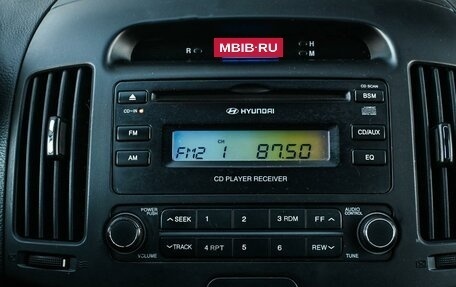 MBIB-RU
R H
M
CD SCAN
CD-IN HYUNDAI BSM
FM CH CD/AUX
FM2 1 87.50
AM EQ
CD PLAYER RECEIVER
POWER PUSH SEEK 1 2 3 RDM FF AUDIO CONTROL
VOLUME TRACK 4 RPT 5 6 REW TUNE